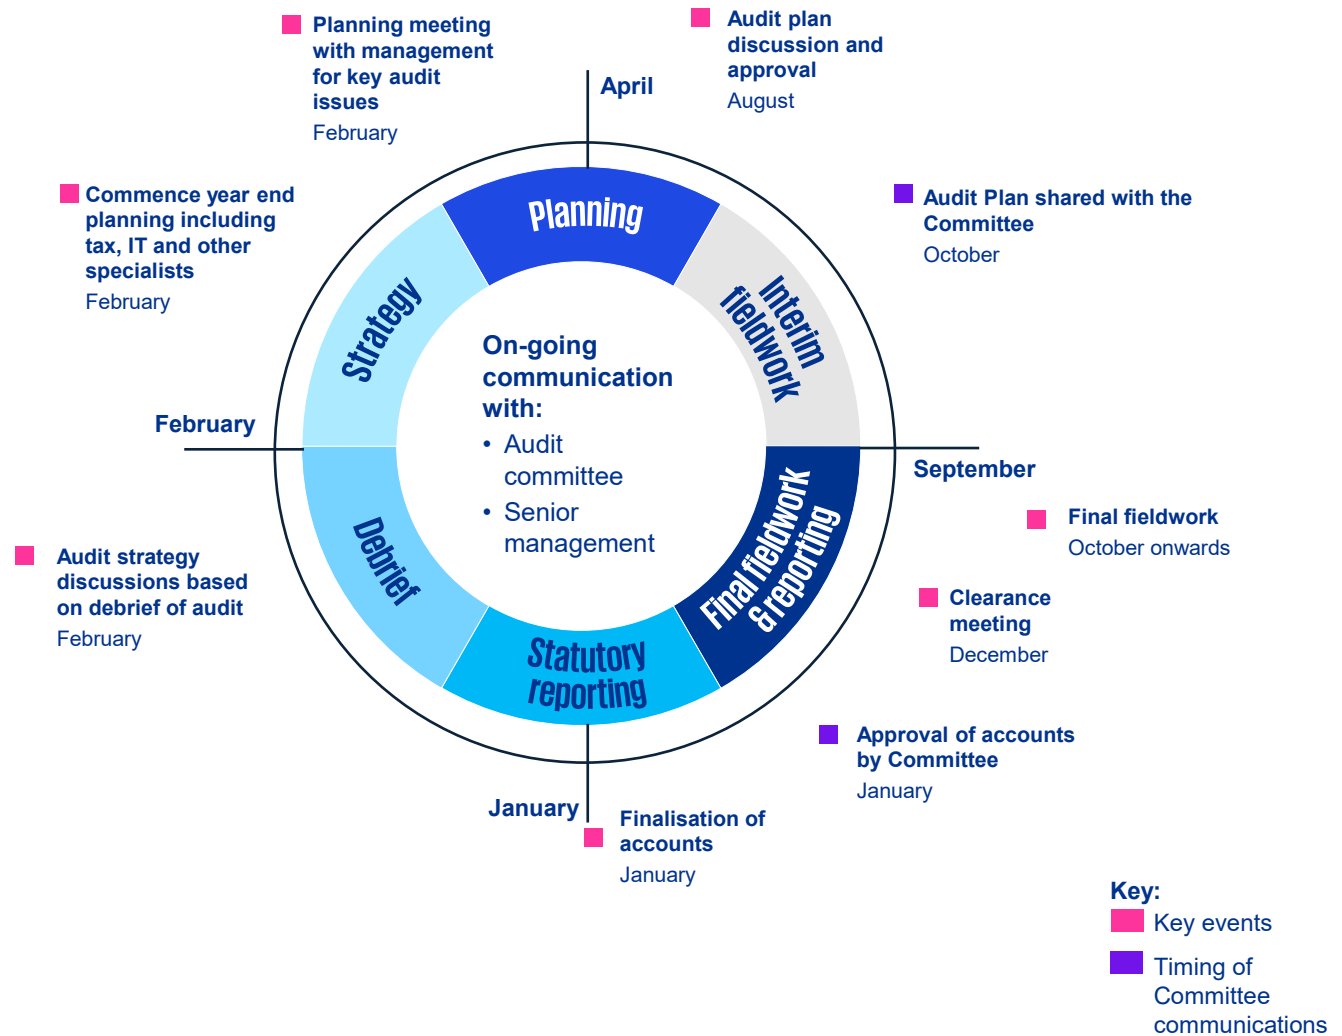 Planning meeting
with management
for key audit
issues
February
Audit plan
discussion and
approval
August
April
Commence year end
planning including
tax, IT and other
specialists
February
Audit Plan shared with the
Committee
October
Planning
Strategy
Interim
fieldwork
On-going
communication
with:
• Audit
committee
• Senior
management
February
September
Final fieldwork
October onwards
Debrief
Final fieldwork
& reporting
Audit strategy
discussions based
on debrief of audit
February
Clearance
meeting
December
Statutory
reporting
Approval of accounts
by Committee
January
January
Finalisation of
accounts
January
Key:
Key events
Timing of
Committee
communications